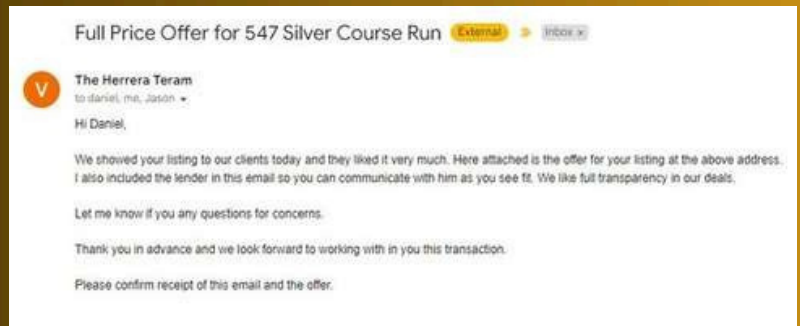 Full Price Offer for 547 Silver Course Run External Inbox x
V
The Herrera Teram
to daniel, me, Jason
Hi Daniel,
We showed your listing to our clients today and they liked it very much. Here attached is the offer for your listing at the above address.
I also included the lender in this email so you can communicate with him as you see fit. We like full transparency in our deals.
Let me know if you any questions for concerns.
Thank you in advance and we look forward to working with in you this transaction.
Please confirm receipt of this email and the offer.